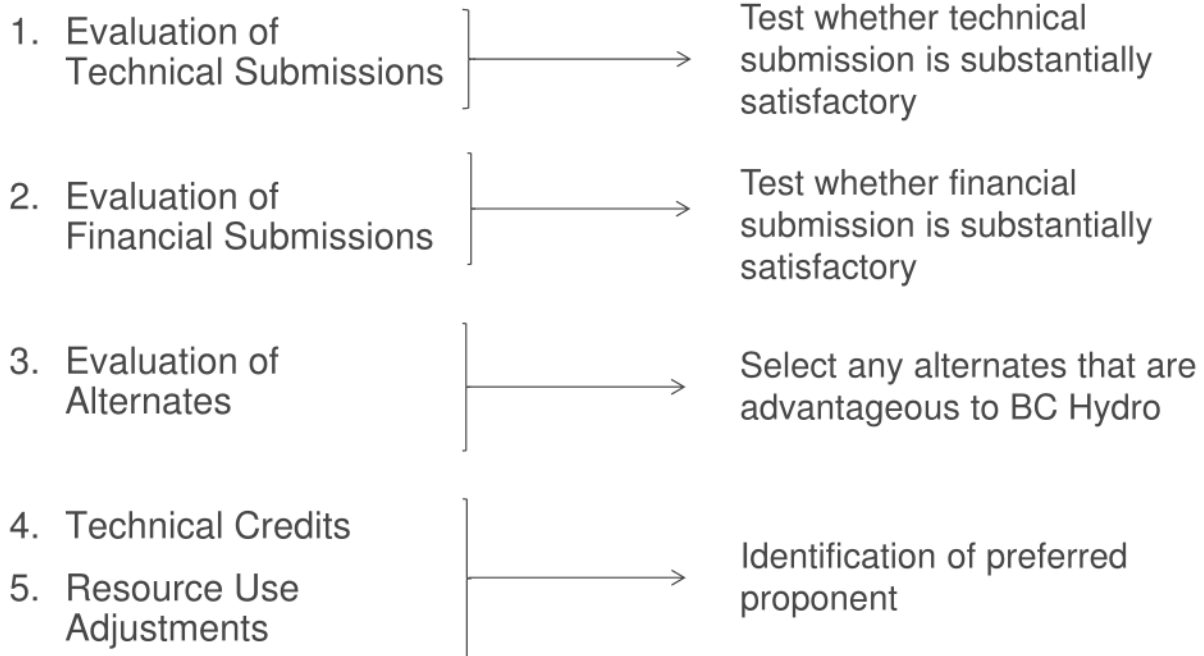 1. Evaluation of
Technical Submissions
Test whether technical
submission is substantially
satisfactory
2. Evaluation of
Financial Submissions
Test whether financial
submission is substantially
satisfactory
3. Evaluation of
Alternates
Select any alternates that are
advantageous to BC Hydro
4. Technical Credits
5. Resource Use
Adjustments
Identification of preferred
proponent